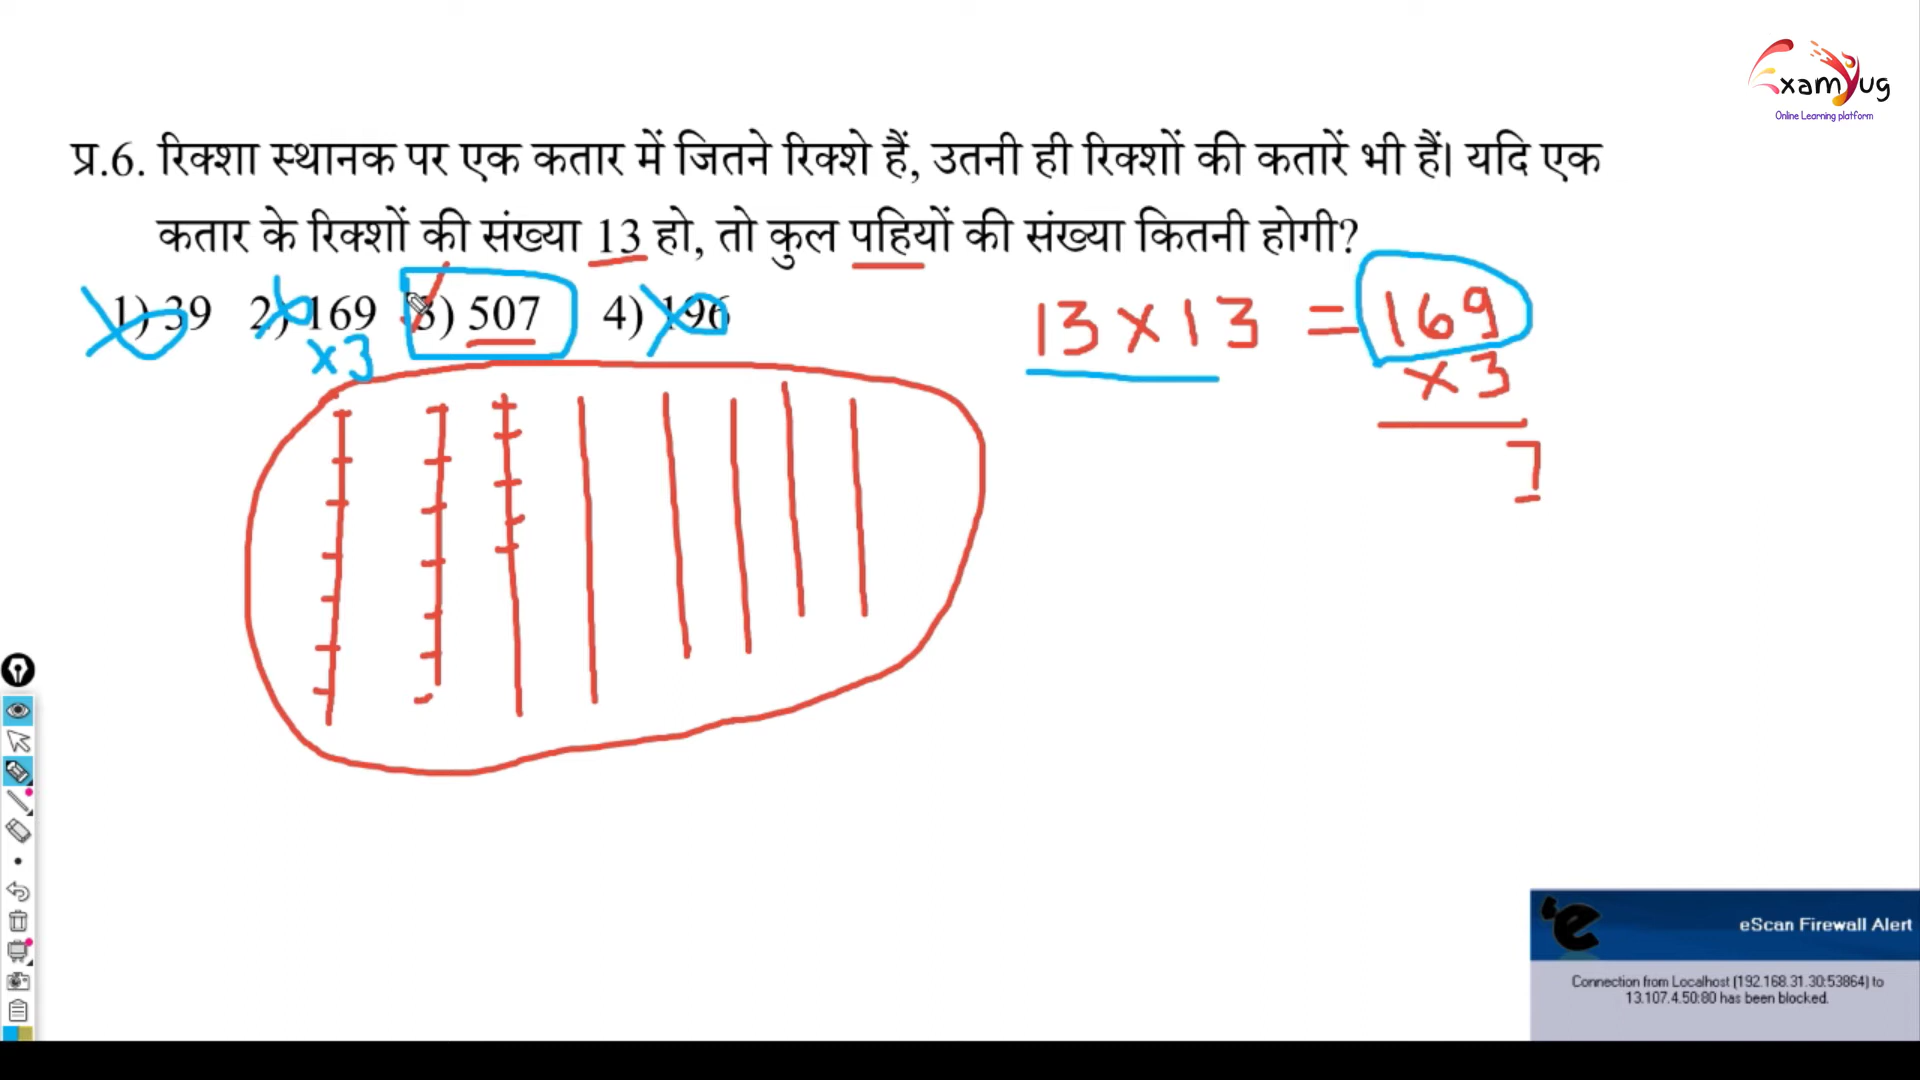 ExamYug
Online Learning platform
प्र.6. रिक्शा स्थानक पर एक कतार में जितने रिक्शे हैं, उतनी ही रिक्शों की कतारें भी हैं। यदि एक
कतार के रिक्शों की संख्या 13 हो, तो कुल पहियों की संख्या कितनी होगी?
1) 39 2) 169 3) 507 4) 196
×3
13 × 13 = 169
× 3
7
eScan Firewall Alert
Connection from Localhost (192.168.31.30:53864) to
13.107.4.50:80 has been blocked.